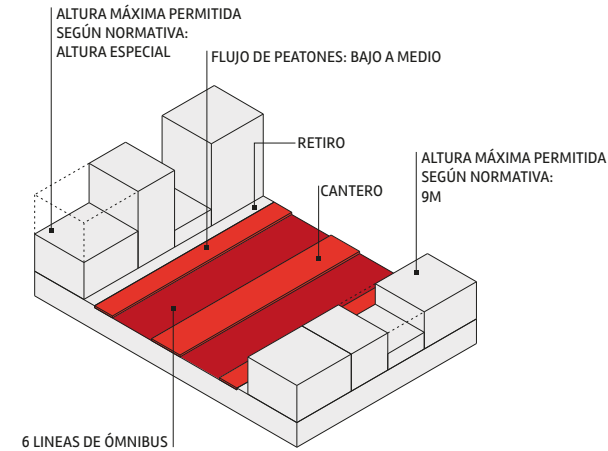 ALTURA MÁXIMA PERMITIDA
SEGÚN NORMATIVA:
ALTURA ESPECIAL
FLUJO DE PEATONES: BAJO A MEDIO
RETIRO
CANTERO
ALTURA MÁXIMA PERMITIDA
SEGÚN NORMATIVA:
9M
6 LINEAS DE ÓMNIBUS